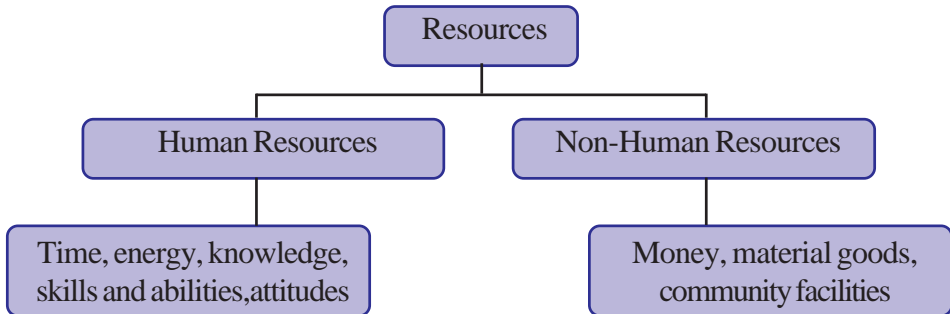 Resources
Human Resources
Non-Human Resources
Time, energy, knowledge,
skills and abilities,attitudes
Money, material goods,
community facilities